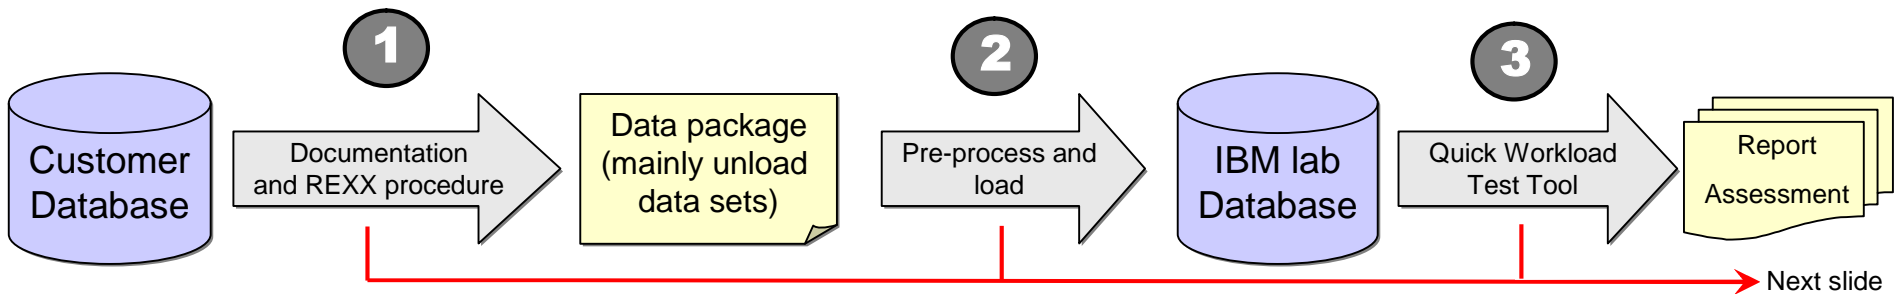 1
2
3
Customer
Database
Documentation
and REXX procedure
Data package
(mainly unload
data sets)
Pre-process and
load
IBM lab
Database
Quick Workload
Test Tool
Report
Assessment
Next slide